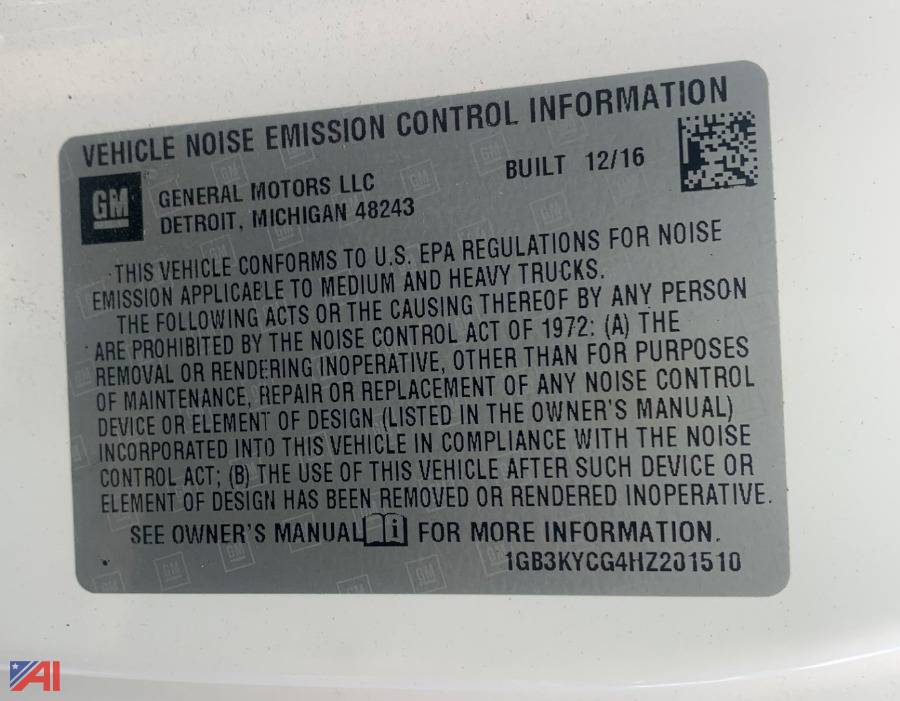 VEHICLE NOISE EMISSION CONTROL INFORMATION
GM
GENERAL MOTORS LLC
DETROIT, MICHIGAN 48243
BUILT 12/16
THIS VEHICLE CONFORMS TO U.S. EPA REGULATIONS FOR NOISE
EMISSION APPLICABLE TO MEDIUM AND HEAVY TRUCKS.
THE FOLLOWING ACTS OR THE CAUSING THEREOF BY ANY PERSON
ARE PROHIBITED BY THE NOISE CONTROL ACT OF 1972: (A) THE
REMOVAL OR RENDERING INOPERATIVE, OTHER THAN FOR PURPOSES
OF MAINTENANCE, REPAIR OR REPLACEMENT OF ANY NOISE CONTROL
DEVICE OR ELEMENT OF DESIGN (LISTED IN THE OWNER'S MANUAL)
INCORPORATED INTO THIS VEHICLE IN COMPLIANCE WITH THE NOISE
CONTROL ACT; (B) THE USE OF THIS VEHICLE AFTER SUCH DEVICE OR
ELEMENT OF DESIGN HAS BEEN REMOVED OR RENDERED INOPERATIVE.
SEE OWNER'S MANUAL i FOR MORE INFORMATION.
1GB3KYCG4HZ201510
AI